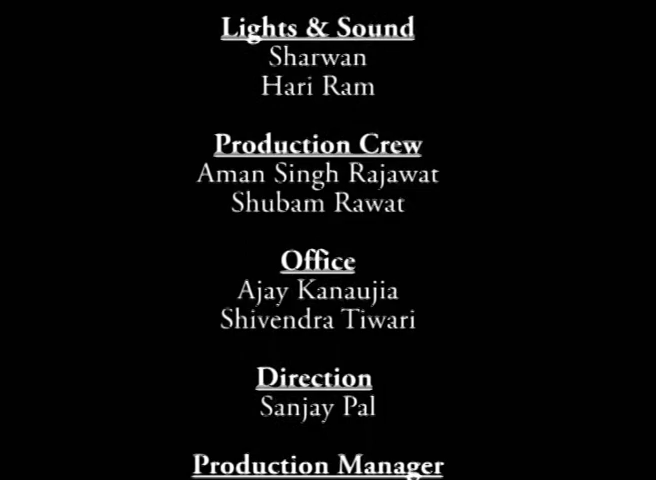 Lights & Sound
Sharwan
Hari Ram
Production Crew
Aman Singh Rajawat
Shubam Rawat
Office
Ajay Kanaujia
Shivendra Tiwari
Direction
Sanjay Pal
Production Manager